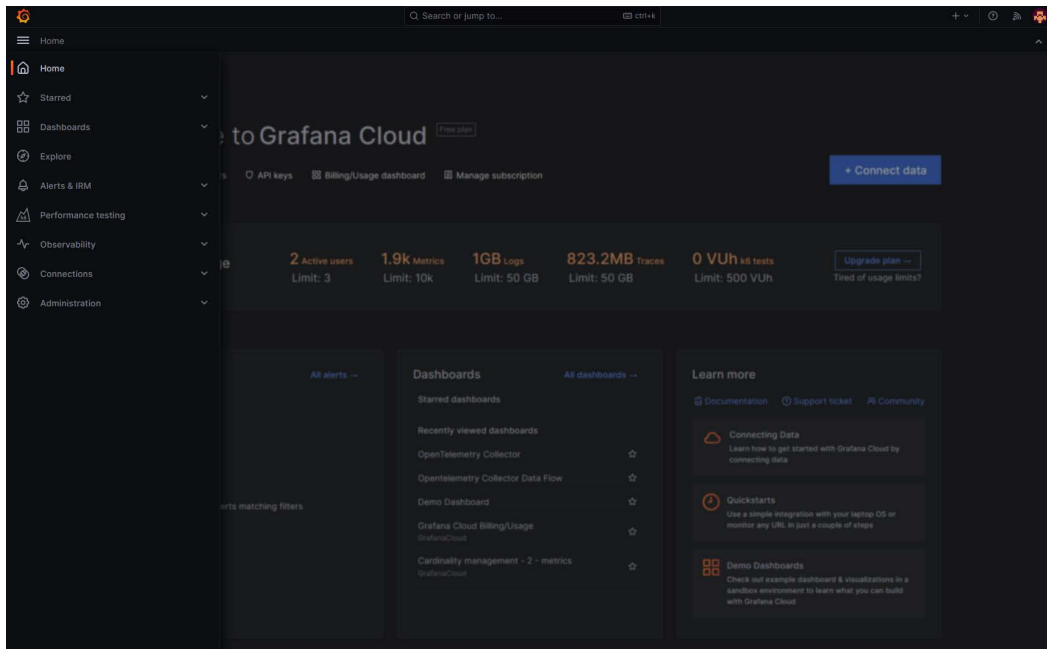 Search or jump to...
ctrl+k
Home
Home
Starred
Dashboards
Explore
Alerts & IRM
Performance testing
Observability
Connections
Administration
to Grafana Cloud
Free plan
API keys
Billing/Usage dashboard
Manage subscription
+ Connect data
2 Active users
Limit: 3
1.9k Metrics
Limit: 10k
1GB Logs
Limit: 50 GB
823.2MB Traces
Limit: 50 GB
0 VUh k6 tests
Limit: 500 VUh
Upgrade plan →
Tired of usage limits?
All alerts →
matching filters
Dashboards
All dashboards →
Starred dashboards
Recently viewed dashboards
OpenTelemetry Collector
Opentelemetry Collector Data Flow
Demo Dashboard
Grafana Cloud Billing/Usage
GrafanaCloud
Cardinality management - 2 - metrics
GrafanaCloud
Learn more
Documentation
Support ticket
Community
Connecting Data
Learn how to get started with Grafana Cloud by
connecting data
Quickstarts
Use a simple integration with your laptop OS or
monitor any URL in just a couple of steps
Demo Dashboards
Check out example dashboard & visualizations in a
sandbox environment to learn what you can build
with Grafana Cloud